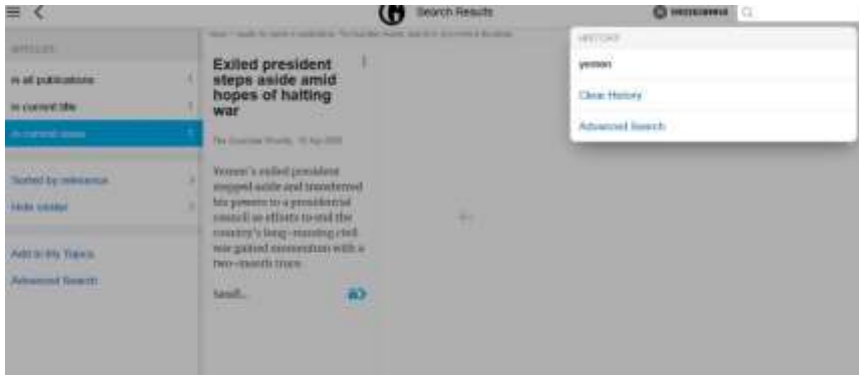 Search Results
HISTORY
yemen
Clear History
Advanced Search
ARTICLES
in all publications
in current title
in current issue
Sorted by relevance
Hide similar
Add to My Topics
Advanced Search
Exiled president
steps aside amid
hopes of halting
war
The Guardian Weekly
Yemen's exiled president
stepped aside and transferred
his powers to a presidential
council as efforts to end the
country's long-running civil
war gained momentum with a
two-month truce.
Saudi...